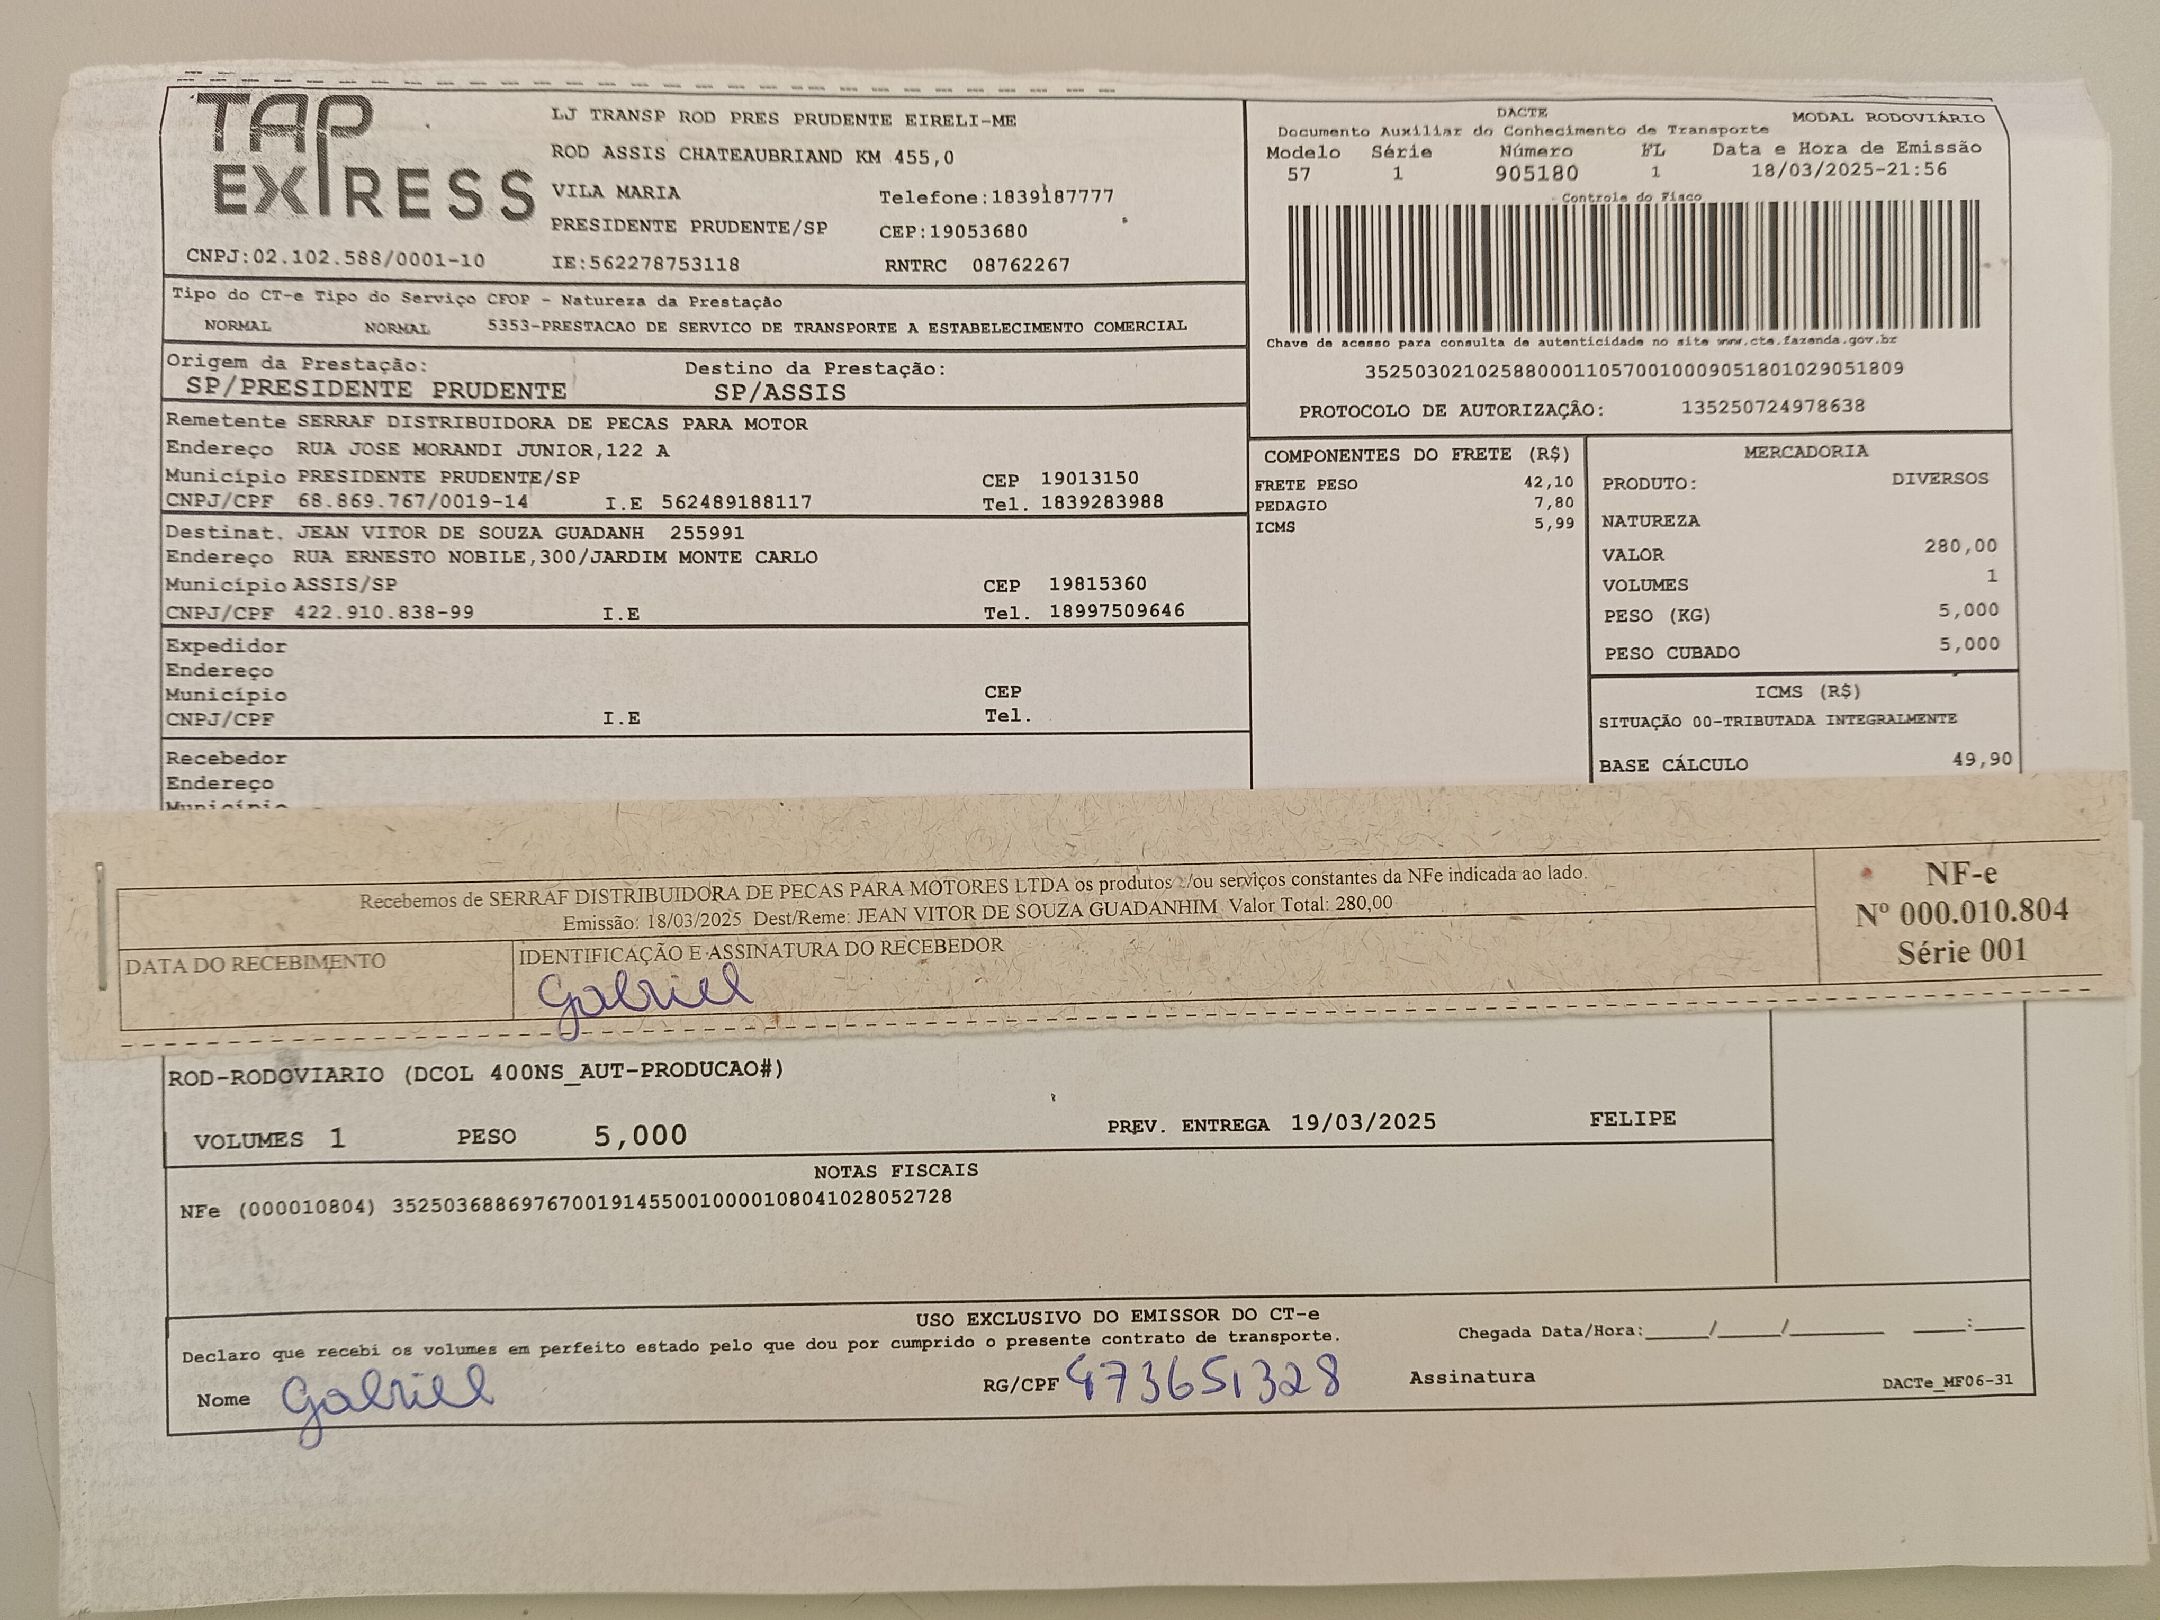 TAP
EXPRESS
LJ TRANSP ROD PRES PRUDENTE EIRELI-ME
ROD ASSIS CHATEAUBRIAND KM 455,0
VILA MARIA Telefone:1839187777
PRESIDENTE PRUDENTE/SP CEP:19053680
CNPJ:02.102.588/0001-10 IE:562278753118 RNTRC 08762267
DACTE MODAL RODOVIÁRIO
Documento Auxiliar do Conhecimento de Transporte
Modelo Série Número FL Data e Hora de Emissão
57 1 905180 1 18/03/2025-21:56
Controle do Fisco
Chave de acesso para consulta de autenticidade no site www.cte.fazenda.gov.br
35250302102588000110570010009051801029051809
PROTOCOLO DE AUTORIZAÇÃO: 135250724978638
Tipo do CT-e Tipo do Serviço CFOP - Natureza da Prestação
NORMAL NORMAL 5353-PRESTACAO DE SERVICO DE TRANSPORTE A ESTABELECIMENTO COMERCIAL
Origem da Prestação: Destino da Prestação:
SP/PRESIDENTE PRUDENTE SP/ASSIS
Remetente SERRAF DISTRIBUIDORA DE PECAS PARA MOTOR
Endereço RUA JOSE MORANDI JUNIOR,122 A
Município PRESIDENTE PRUDENTE/SP CEP 19013150
CNPJ/CPF 68.869.767/0019-14 I.E 562489188117 Tel. 1839283988
Destinat. JEAN VITOR DE SOUZA GUADANH 255991
Endereço RUA ERNESTO NOBILE,300/JARDIM MONTE CARLO
Município ASSIS/SP CEP 19815360
CNPJ/CPF 422.910.838-99 I.E Tel. 18997509646
Expedidor
Endereço
Município CEP
CNPJ/CPF I.E Tel.
Recebedor
Endereço
Município
COMPONENTES DO FRETE (R$)
FRETE PESO 42,10
PEDAGIO 7,80
ICMS 5,99
MERCADORIA
PRODUTO: DIVERSOS
NATUREZA
VALOR 280,00
VOLUMES 1
PESO (KG) 5,000
PESO CUBADO 5,000
ICMS (R$)
SITUAÇÃO 00-TRIBUTADA INTEGRALMENTE
BASE CÁLCULO 49,90
Recebemos de SERRAF DISTRIBUIDORA DE PECAS PARA MOTORES LTDA os produtos e/ou serviços constantes da NFe indicada ao lado.
Emissão: 18/03/2025 Dest/Reme: JEAN VITOR DE SOUZA GUADANHIM Valor Total: 280,00
DATA DO RECEBIMENTO IDENTIFICAÇÃO E ASSINATURA DO RECEBEDOR
Gabriel
NF-e
Nº 000.010.804
Série 001
ROD-RODOVIARIO (DCOL 400NS_AUT-PRODUCAO#)
VOLUMES 1 PESO 5,000 PREV. ENTREGA 19/03/2025 FELIPE
NOTAS FISCAIS
NFe (000010804) 35250368869767001914550010000108041028052728
USO EXCLUSIVO DO EMISSOR DO CT-e
Declaro que recebi os volumes em perfeito estado pelo que dou por cumprido o presente contrato de transporte. Chegada Data/Hora:____/____/______ ____:____
Nome Gabriel RG/CPF 473651328 Assinatura DACTe_MF06-31